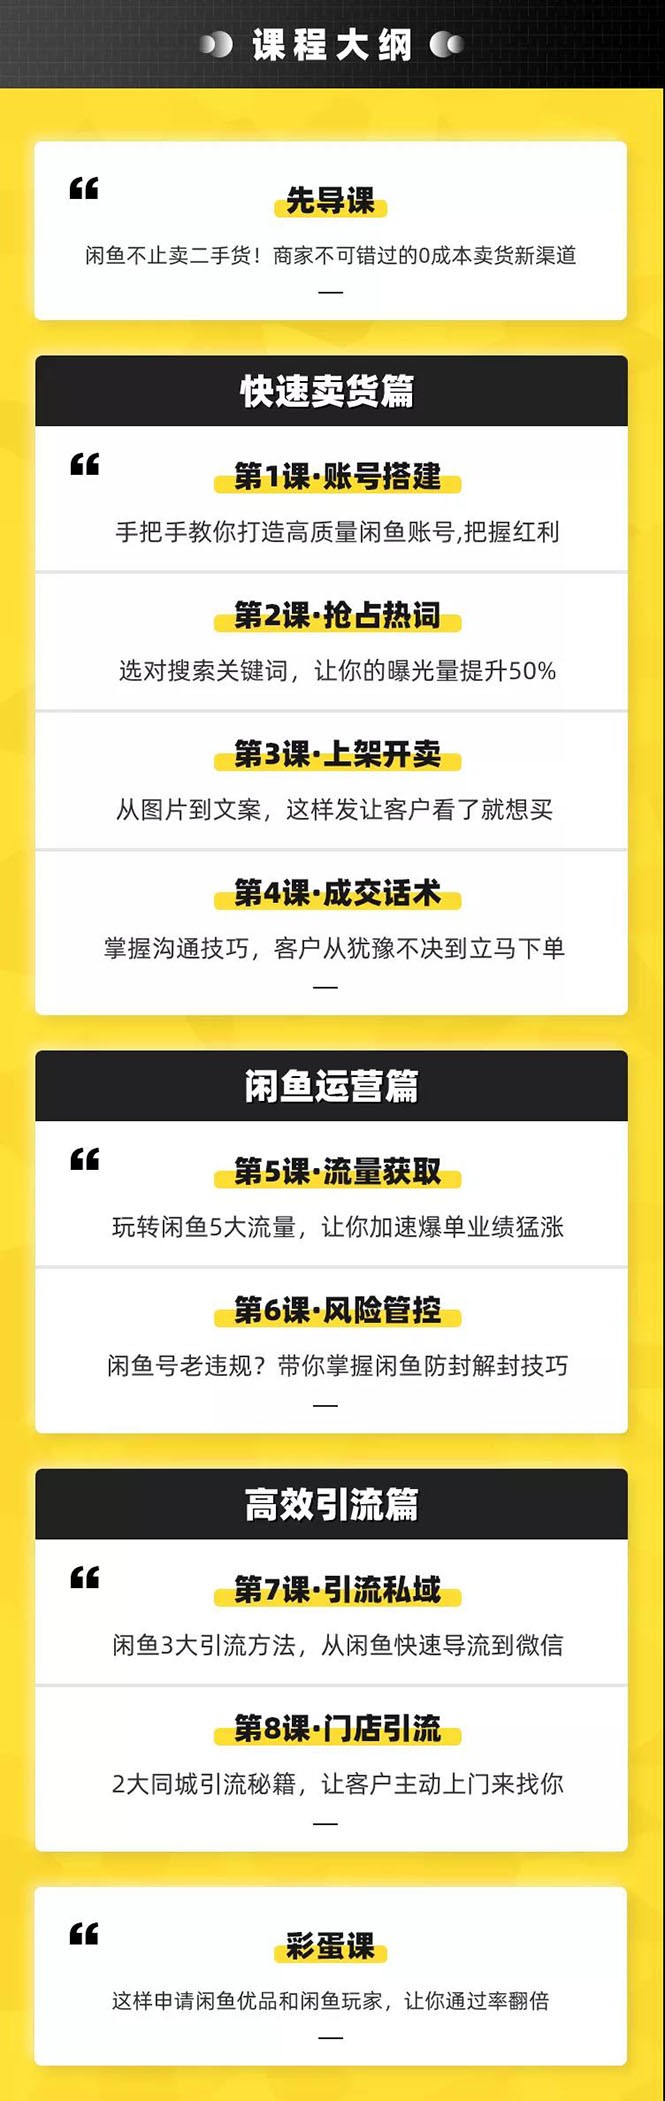 课程大纲
先导课
闲鱼不止卖二手货！商家不可错过的0成本卖货新渠道
快速卖货篇
第1课·账号搭建
手把手教你打造高质量闲鱼账号,把握红利
第2课·抢占热词
选对搜索关键词，让你的曝光量提升50%
第3课·上架开卖
从图片到文案，这样发让客户看了就想买
第4课·成交话术
掌握沟通技巧，客户从犹豫不决到立马下单
闲鱼运营篇
第5课·流量获取
玩转闲鱼5大流量，让你加速爆单业绩猛涨
第6课·风险管控
闲鱼号老违规？带你掌握闲鱼防封解封技巧
高效引流篇
第7课·引流私域
闲鱼3大引流方法，从闲鱼快速导流到微信
第8课·门店引流
2大同城引流秘籍，让客户主动上门来找你
彩蛋课
这样申请闲鱼优品和闲鱼玩家，让你通过率翻倍